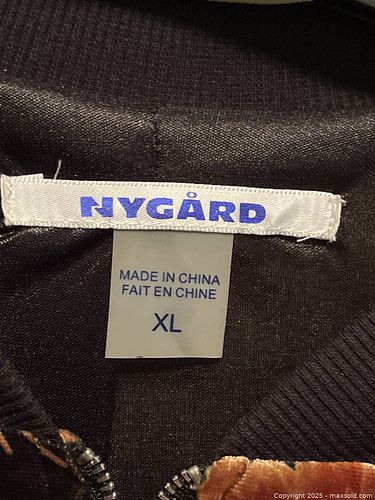 NYGÅRD
MADE IN CHINA
FAIT EN CHINE
XL
Copyright 2025 - maxsold.com